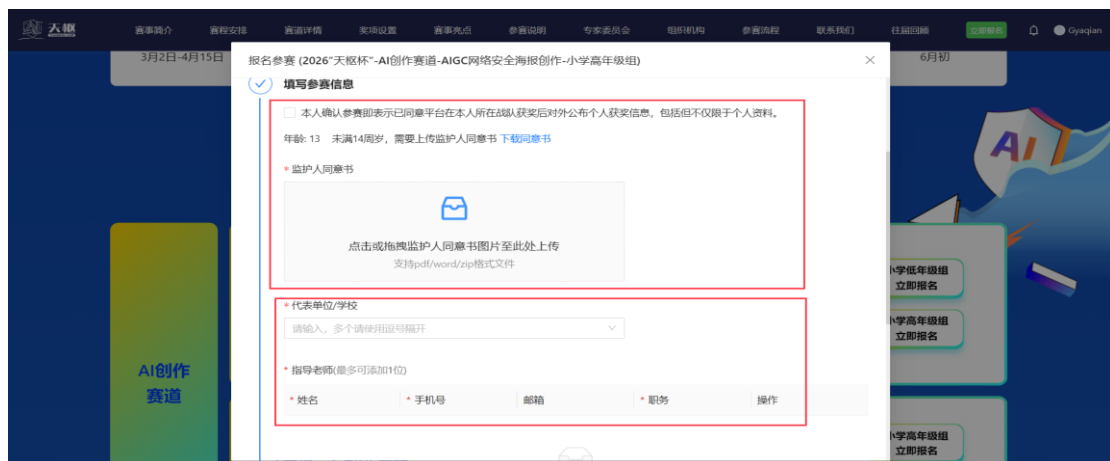 天枢 赛事简介 赛程安排 赛道详情 奖项设置 赛事亮点 参赛说明 专家委员会 组织机构 参赛流程 联系我们 往届回顾 立即报名 Gyaqian
3月2日-4月15日
6月初
报名参赛 (2026"天枢杯"-AI创作赛道-AIGC网络安全海报创作-小学高年级组)
填写参赛信息
本人确认参赛即表示已同意平台在本人所在战队获奖后对外公布个人获奖信息，包括但不仅限于个人资料。
年龄: 13 未满14周岁，需要上传监护人同意书 下载同意书
* 监护人同意书
点击或拖拽监护人同意书图片至此处上传
支持pdf/word/zip格式文件
* 代表单位/学校
请输入，多个请使用逗号隔开
* 指导老师(最多可添加1位)
* 姓名 * 手机号 邮箱 * 职务 操作
AI
AI创作
赛道
小学低年级组
立即报名
小学高年级组
立即报名
小学高年级组
立即报名